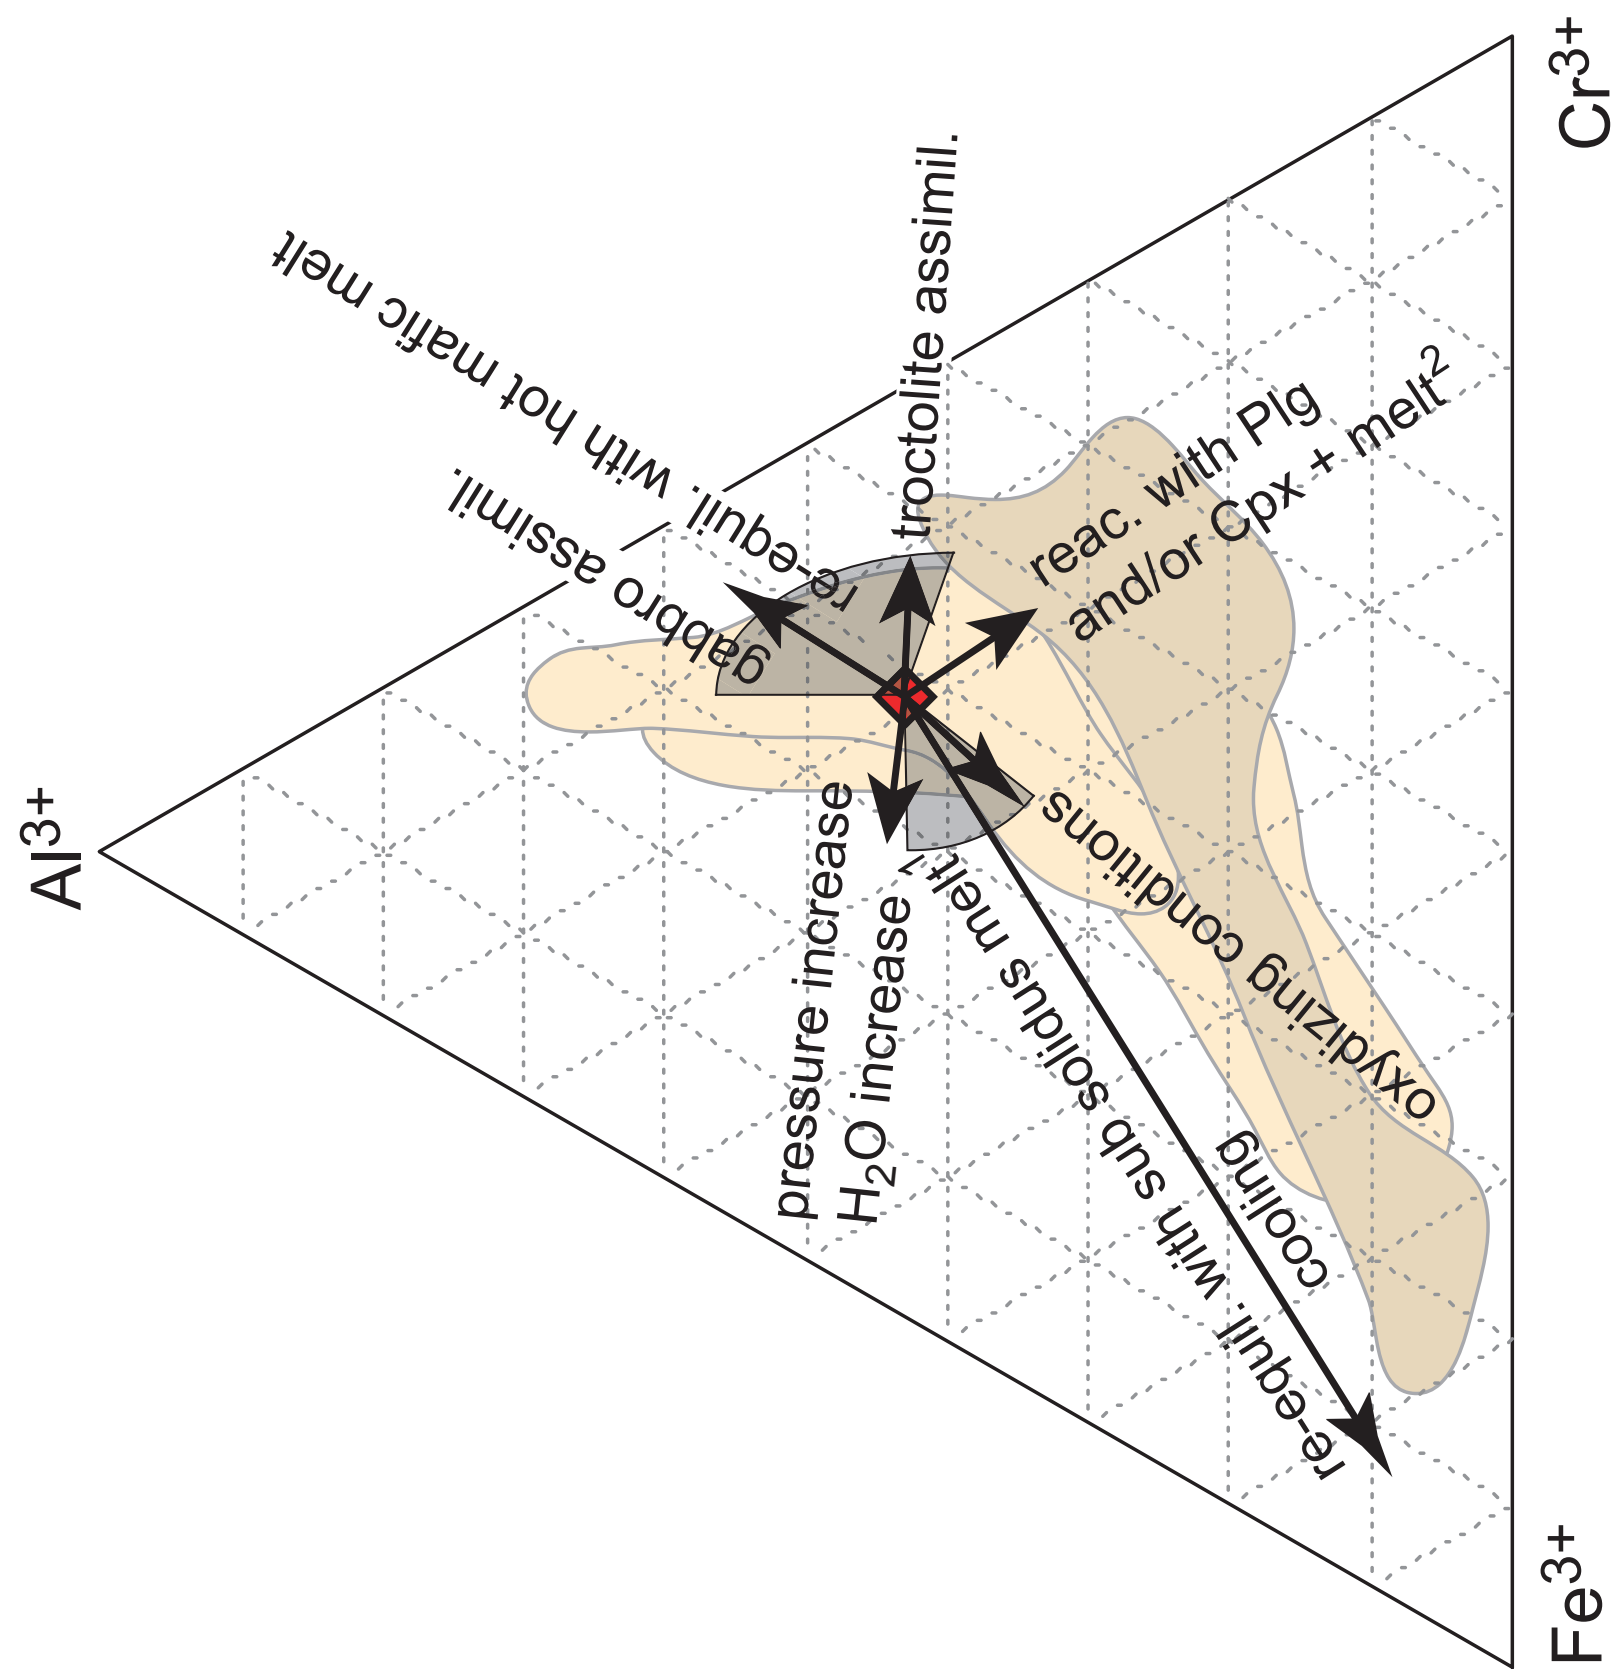 Al3+
re-equil. with hot mafic melt
gabbro assimil.
troctolite assimil.
reac. with Plg
and/or Cpx + melt2
pressure increase
H2O increase
oxydizing conditions
re-equil. with sub solidus melt1
cooling
Fe3+
Cr3+